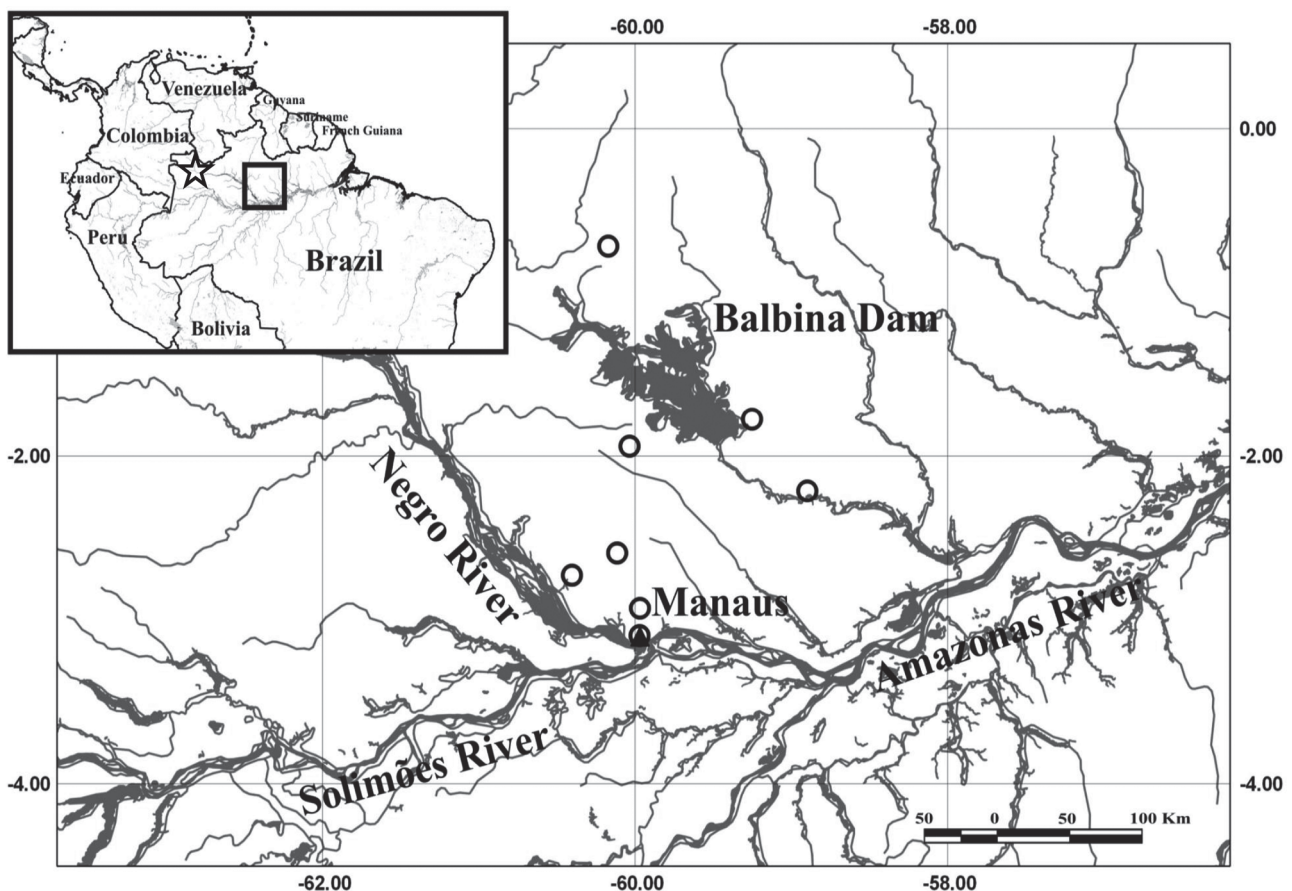 -60.00
-58.00
Venezuela
Guyana
Suriname
French Guiana
Colombia
Ecuador
Peru
Brazil
Bolivia
0.00
Balbina Dam
-2.00
-2.00
Negro River
Manaus
Amazonas River
Solimões River
-4.00
-4.00
50 0 50 100 Km
-62.00
-60.00
-58.00